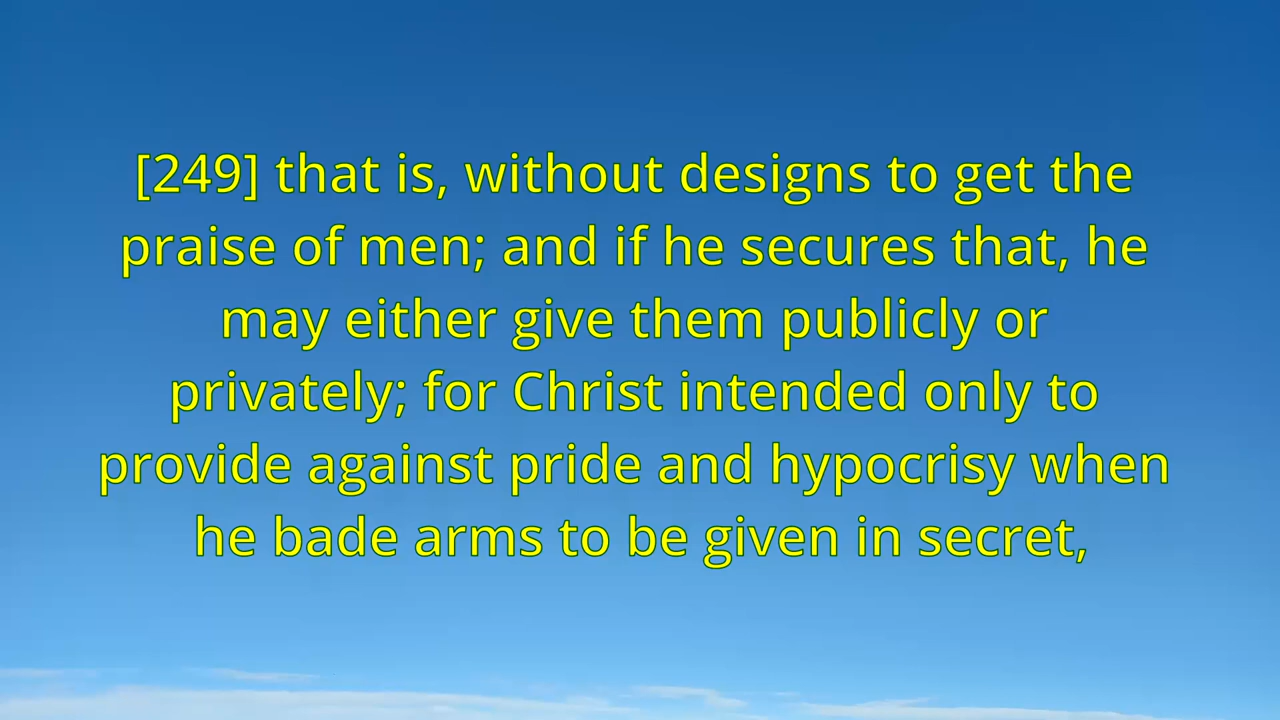 [249] that is, without designs to get the
praise of men; and if he secures that, he
may either give them publicly or
privately; for Christ intended only to
provide against pride and hypocrisy when
he bade arms to be given in secret,